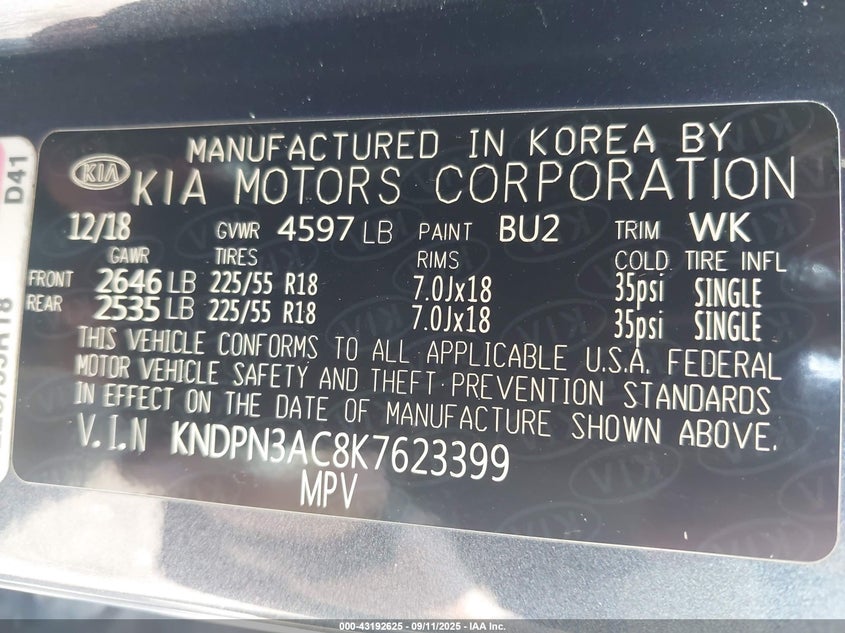 MANUFACTURED IN KOREA BY
KIA KIA MOTORS CORPORATION
12/18 GVWR 4597 LB PAINT BU2 TRIM WK
GAWR TIRES RIMS COLD TIRE INFL
FRONT 2646 LB 225/55 R18 7.0Jx18 35psi SINGLE
REAR 2535 LB 225/55 R18 7.0Jx18 35psi SINGLE
THIS VEHICLE CONFORMS TO ALL APPLICABLE U.S.A. FEDERAL
MOTOR VEHICLE SAFETY AND THEFT PREVENTION STANDARDS
IN EFFECT ON THE DATE OF MANUFACTURE SHOWN ABOVE.
V.I.N KNDPN3AC8K7623399
MPV
D41
000-43192625 - 09/11/2025 - IAA Inc.